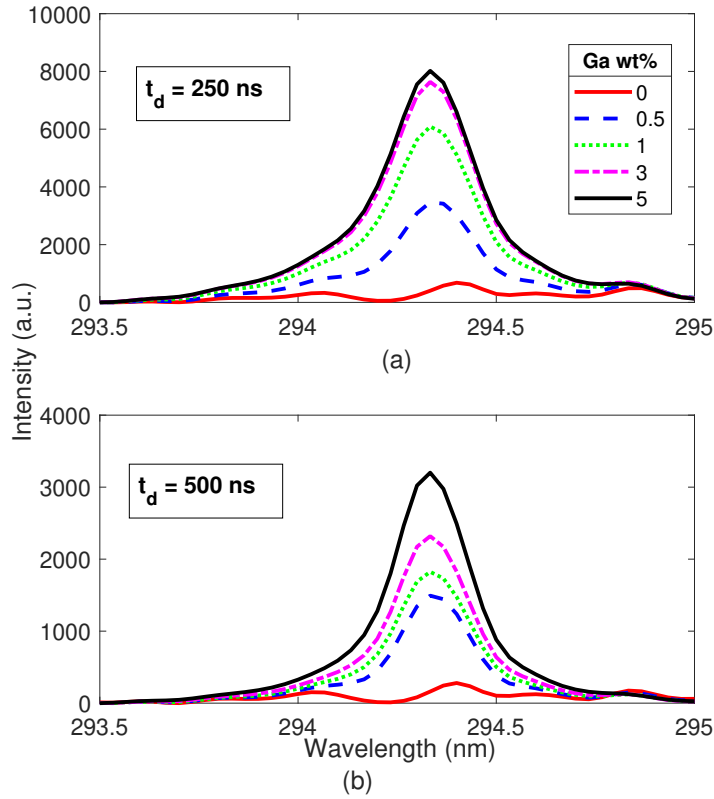 10000
8000
6000
4000
2000
0
t_d = 250 ns
Ga wt%
0
0.5
1
3
5
293.5 294 294.5 295
(a)
Intensity (a.u.)
4000
3000
2000
1000
0
t_d = 500 ns
293.5 294 294.5 295
Wavelength (nm)
(b)